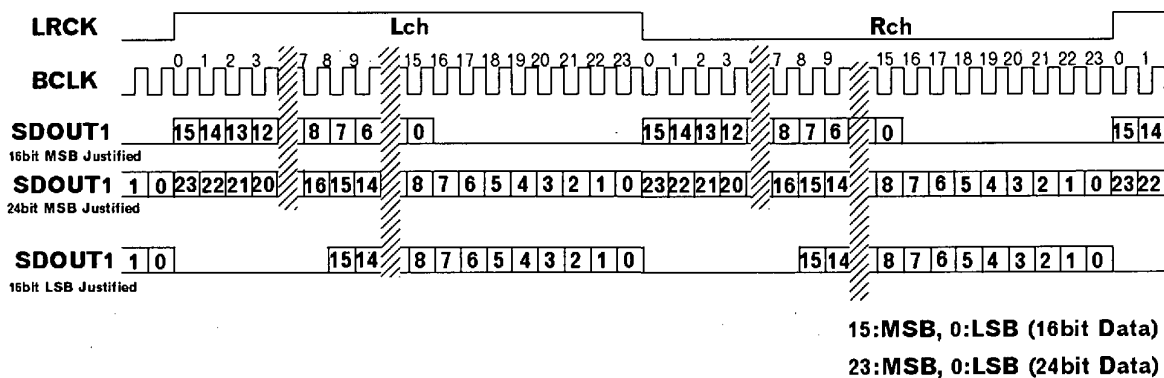 LRCK Lch Rch
0 1 2 3 7 8 9 15 16 17 18 19 20 21 22 23 0 1 2 3 7 8 9 15 16 17 18 19 20 21 22 23 0 1
BCLK
SDOUT1 15 14 13 12 8 7 6 0 15 14 13 12 8 7 6 0 15 14
16bit MSB Justified
SDOUT1 1 0 23 22 21 20 16 15 14 8 7 6 5 4 3 2 1 0 23 22 21 20 16 15 14 8 7 6 5 4 3 2 1 0 23 22
24bit MSB Justified
SDOUT1 1 0 15 14 8 7 6 5 4 3 2 1 0 15 14 8 7 6 5 4 3 2 1 0
16bit LSB Justified
15:MSB, 0:LSB (16bit Data)
23:MSB, 0:LSB (24bit Data)